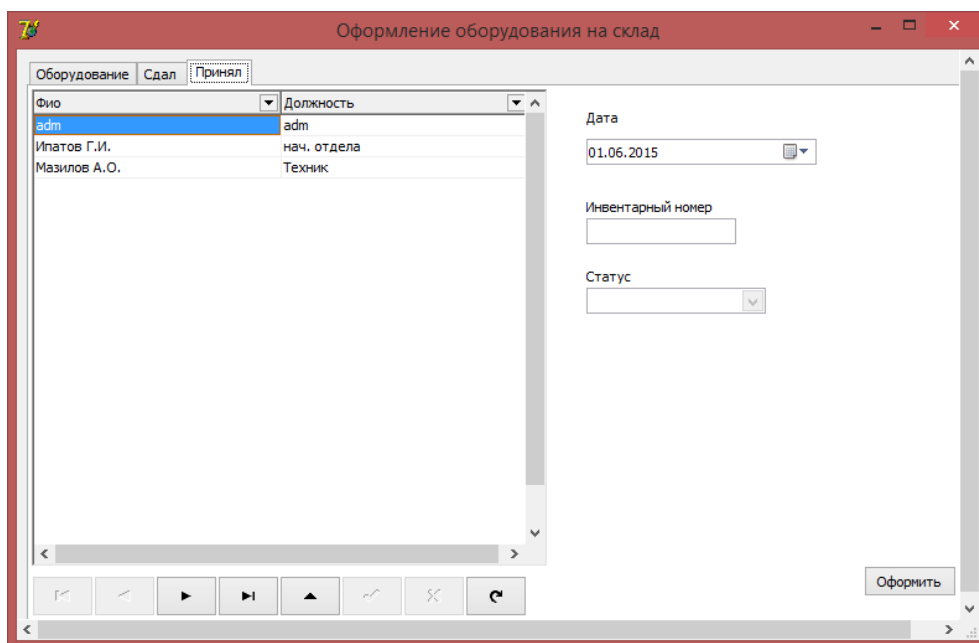 Оформление оборудования на склад
Оборудование Сдал Принял
Фио Должность
adm adm
Ипатов Г.И. нач. отдела
Мазилов А.О. Техник
Дата
01.06.2015
Инвентарный номер
Статус
Оформить